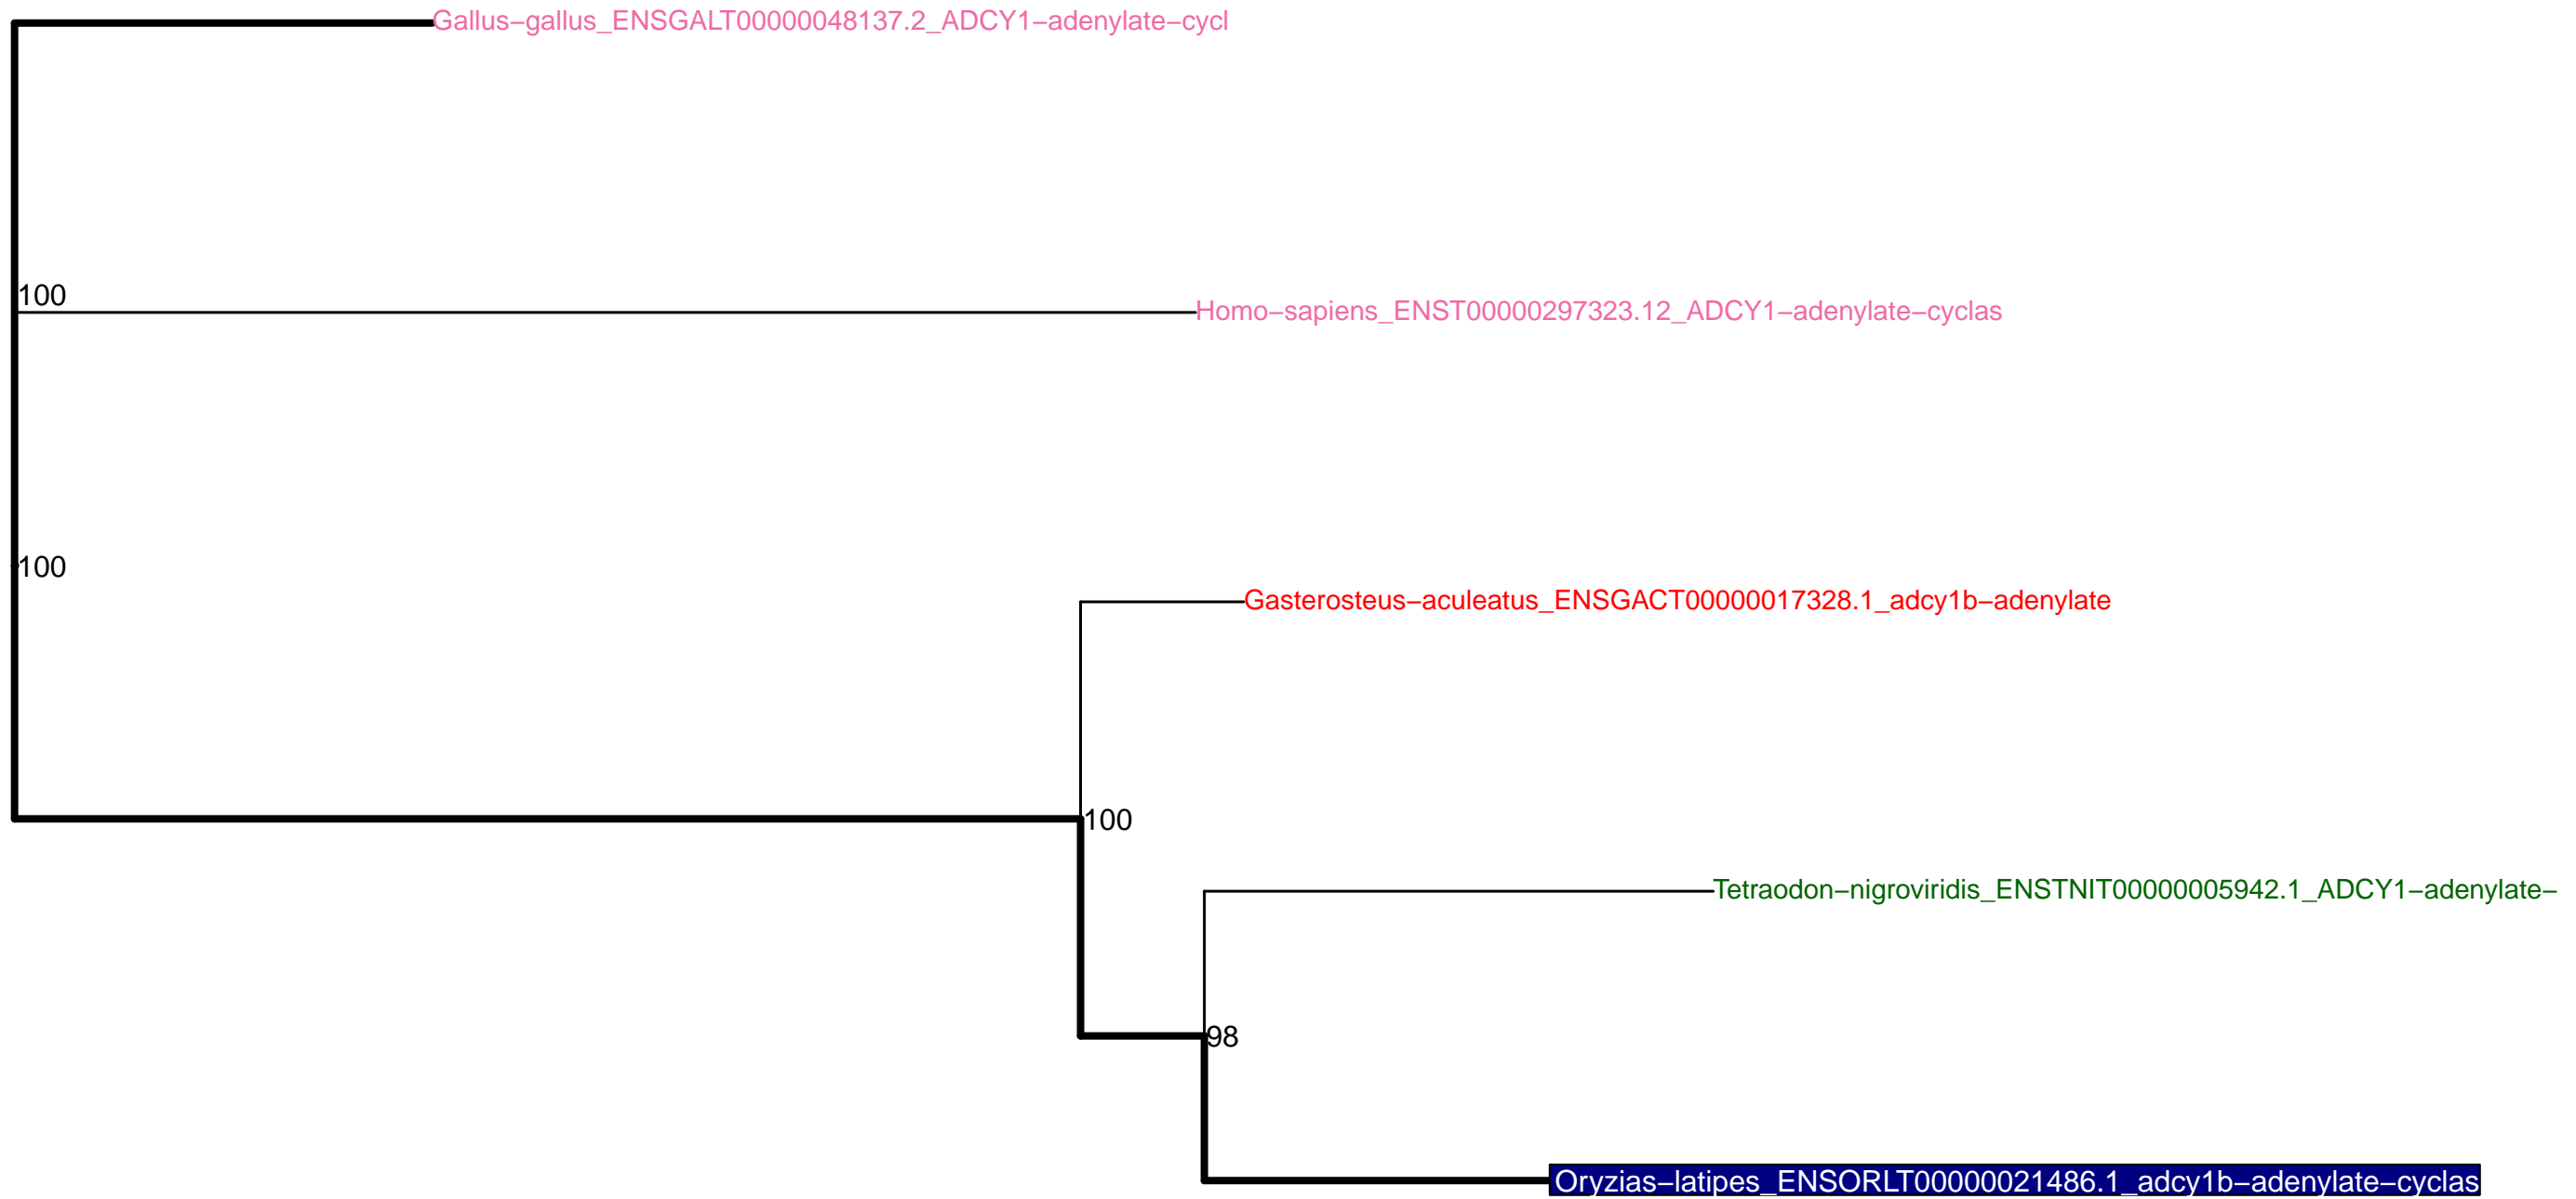 Gallus−gallus_ENSGALT00000048137.2_ADCY1−adenylate−cycl
100
Homo−sapiens_ENST00000297323.12_ADCY1−adenylate−cyclas
100
Gasterosteus−aculeatus_ENSGACT00000017328.1_adcy1b−adenylate
100
Tetraodon−nigroviridis_ENSTNIT00000005942.1_ADCY1−adenylate−
98
Oryzias−latipes_ENSORLT00000021486.1_adcy1b−adenylate−cyclas